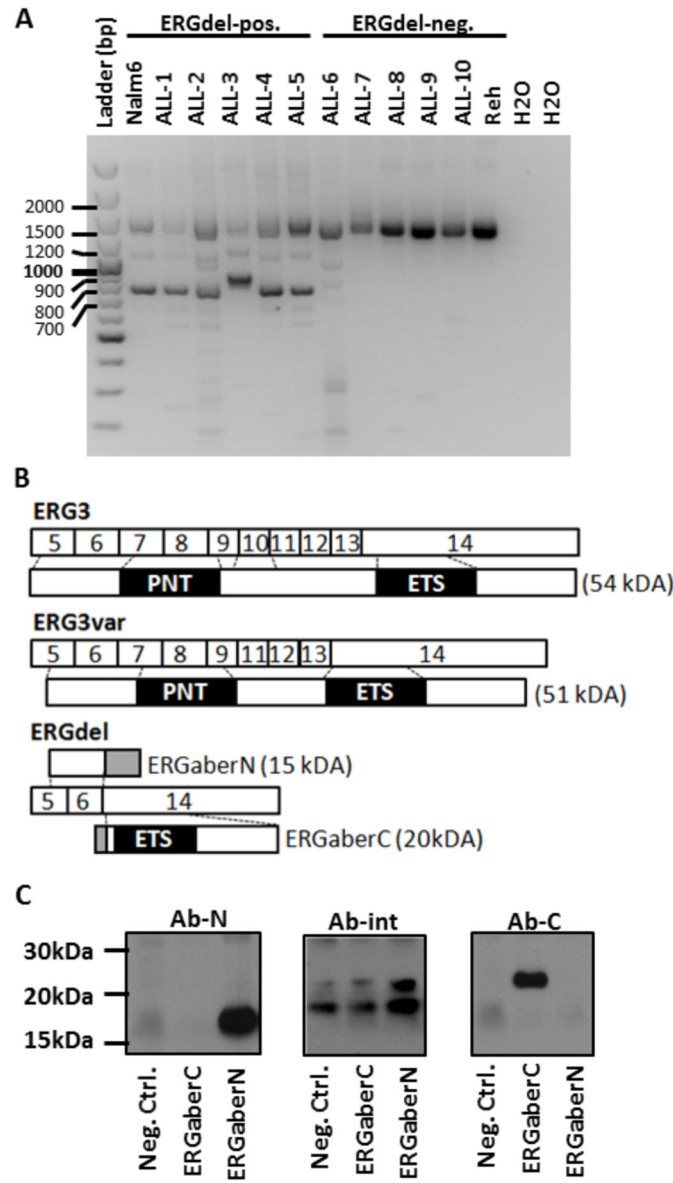 A
ERGdel-pos.
ERGdel-neg.
Ladder (bp)
Nalm6
ALL-1
ALL-2
ALL-3
ALL-4
ALL-5
ALL-6
ALL-7
ALL-8
ALL-9
ALL-10
Reh
H2O
H2O
2000
1500
1200
1000
900
800
700
B
ERG3
5 6 7 8 9 10 11 12 13 14
PNT ETS (54 kDA)
ERG3var
5 6 7 8 9 11 12 13 14
PNT ETS (51 kDA)
ERGdel
ERGaberN (15 kDA)
5 6 14
ETS ERGaberC (20kDA)
C
Ab-N Ab-int Ab-C
30kDa
20kDa
15kDa
Neg. Ctrl.
ERGaberC
ERGaberN
Neg. Ctrl.
ERGaberC
ERGaberN
Neg. Ctrl.
ERGaberC
ERGaberN